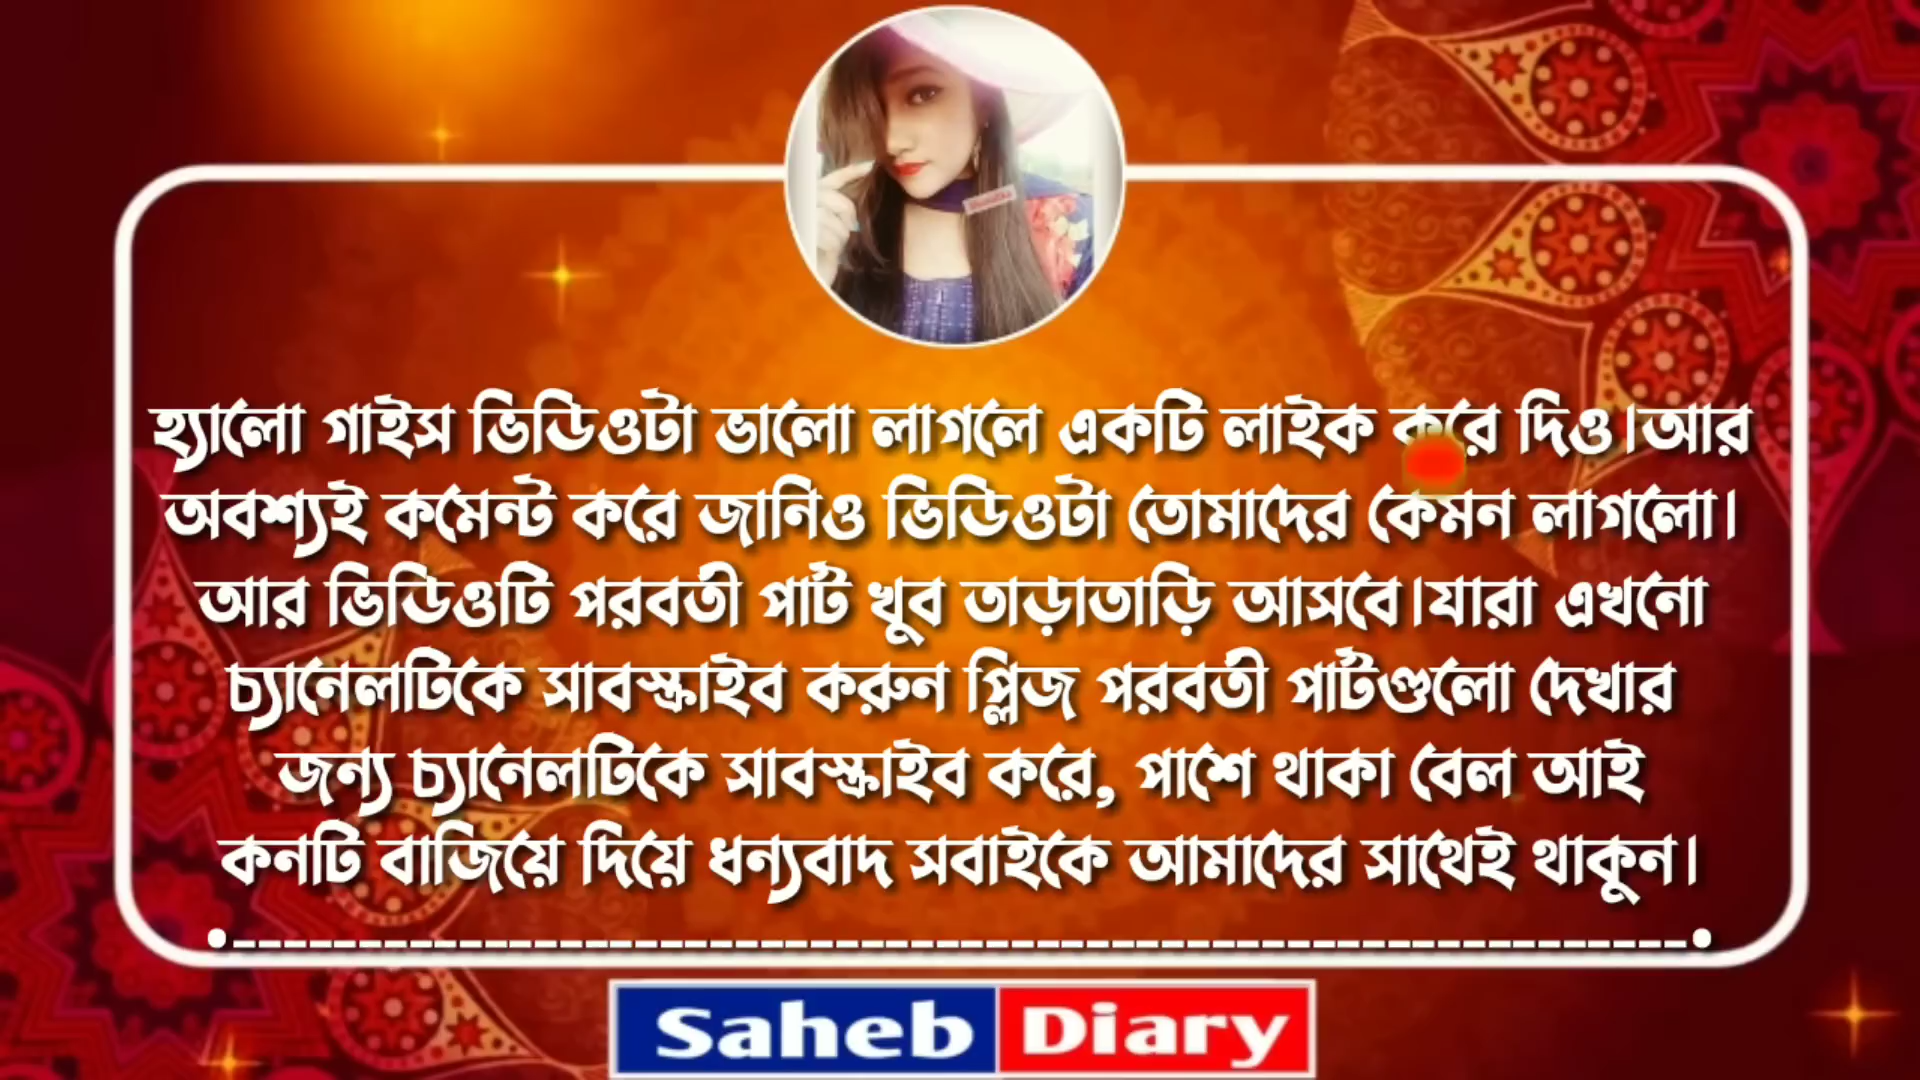 হ্যালো গাইস ভিডিওটা ভালো লাগলে একটি লাইক করে দিও।আর
অবশ্যই কমেন্ট করে জানিও ভিডিওটা তোমাদের কেমন লাগলো।
আর ভিডিওটি পরবর্তী পার্ট খুব তাড়াতাড়ি আসবে।যারা এখনো
চ্যানেলটিকে সাবস্ক্রাইব করুন প্লিজ পরবর্তী পার্টগুলো দেখার
জন্য চ্যানেলটিকে সাবস্ক্রাইব করে, পাশে থাকা বেল আই
কনটি বাজিয়ে দিয়ে ধন্যবাদ সবাইকে আমাদের সাথেই থাকুন।
Saheb Diary